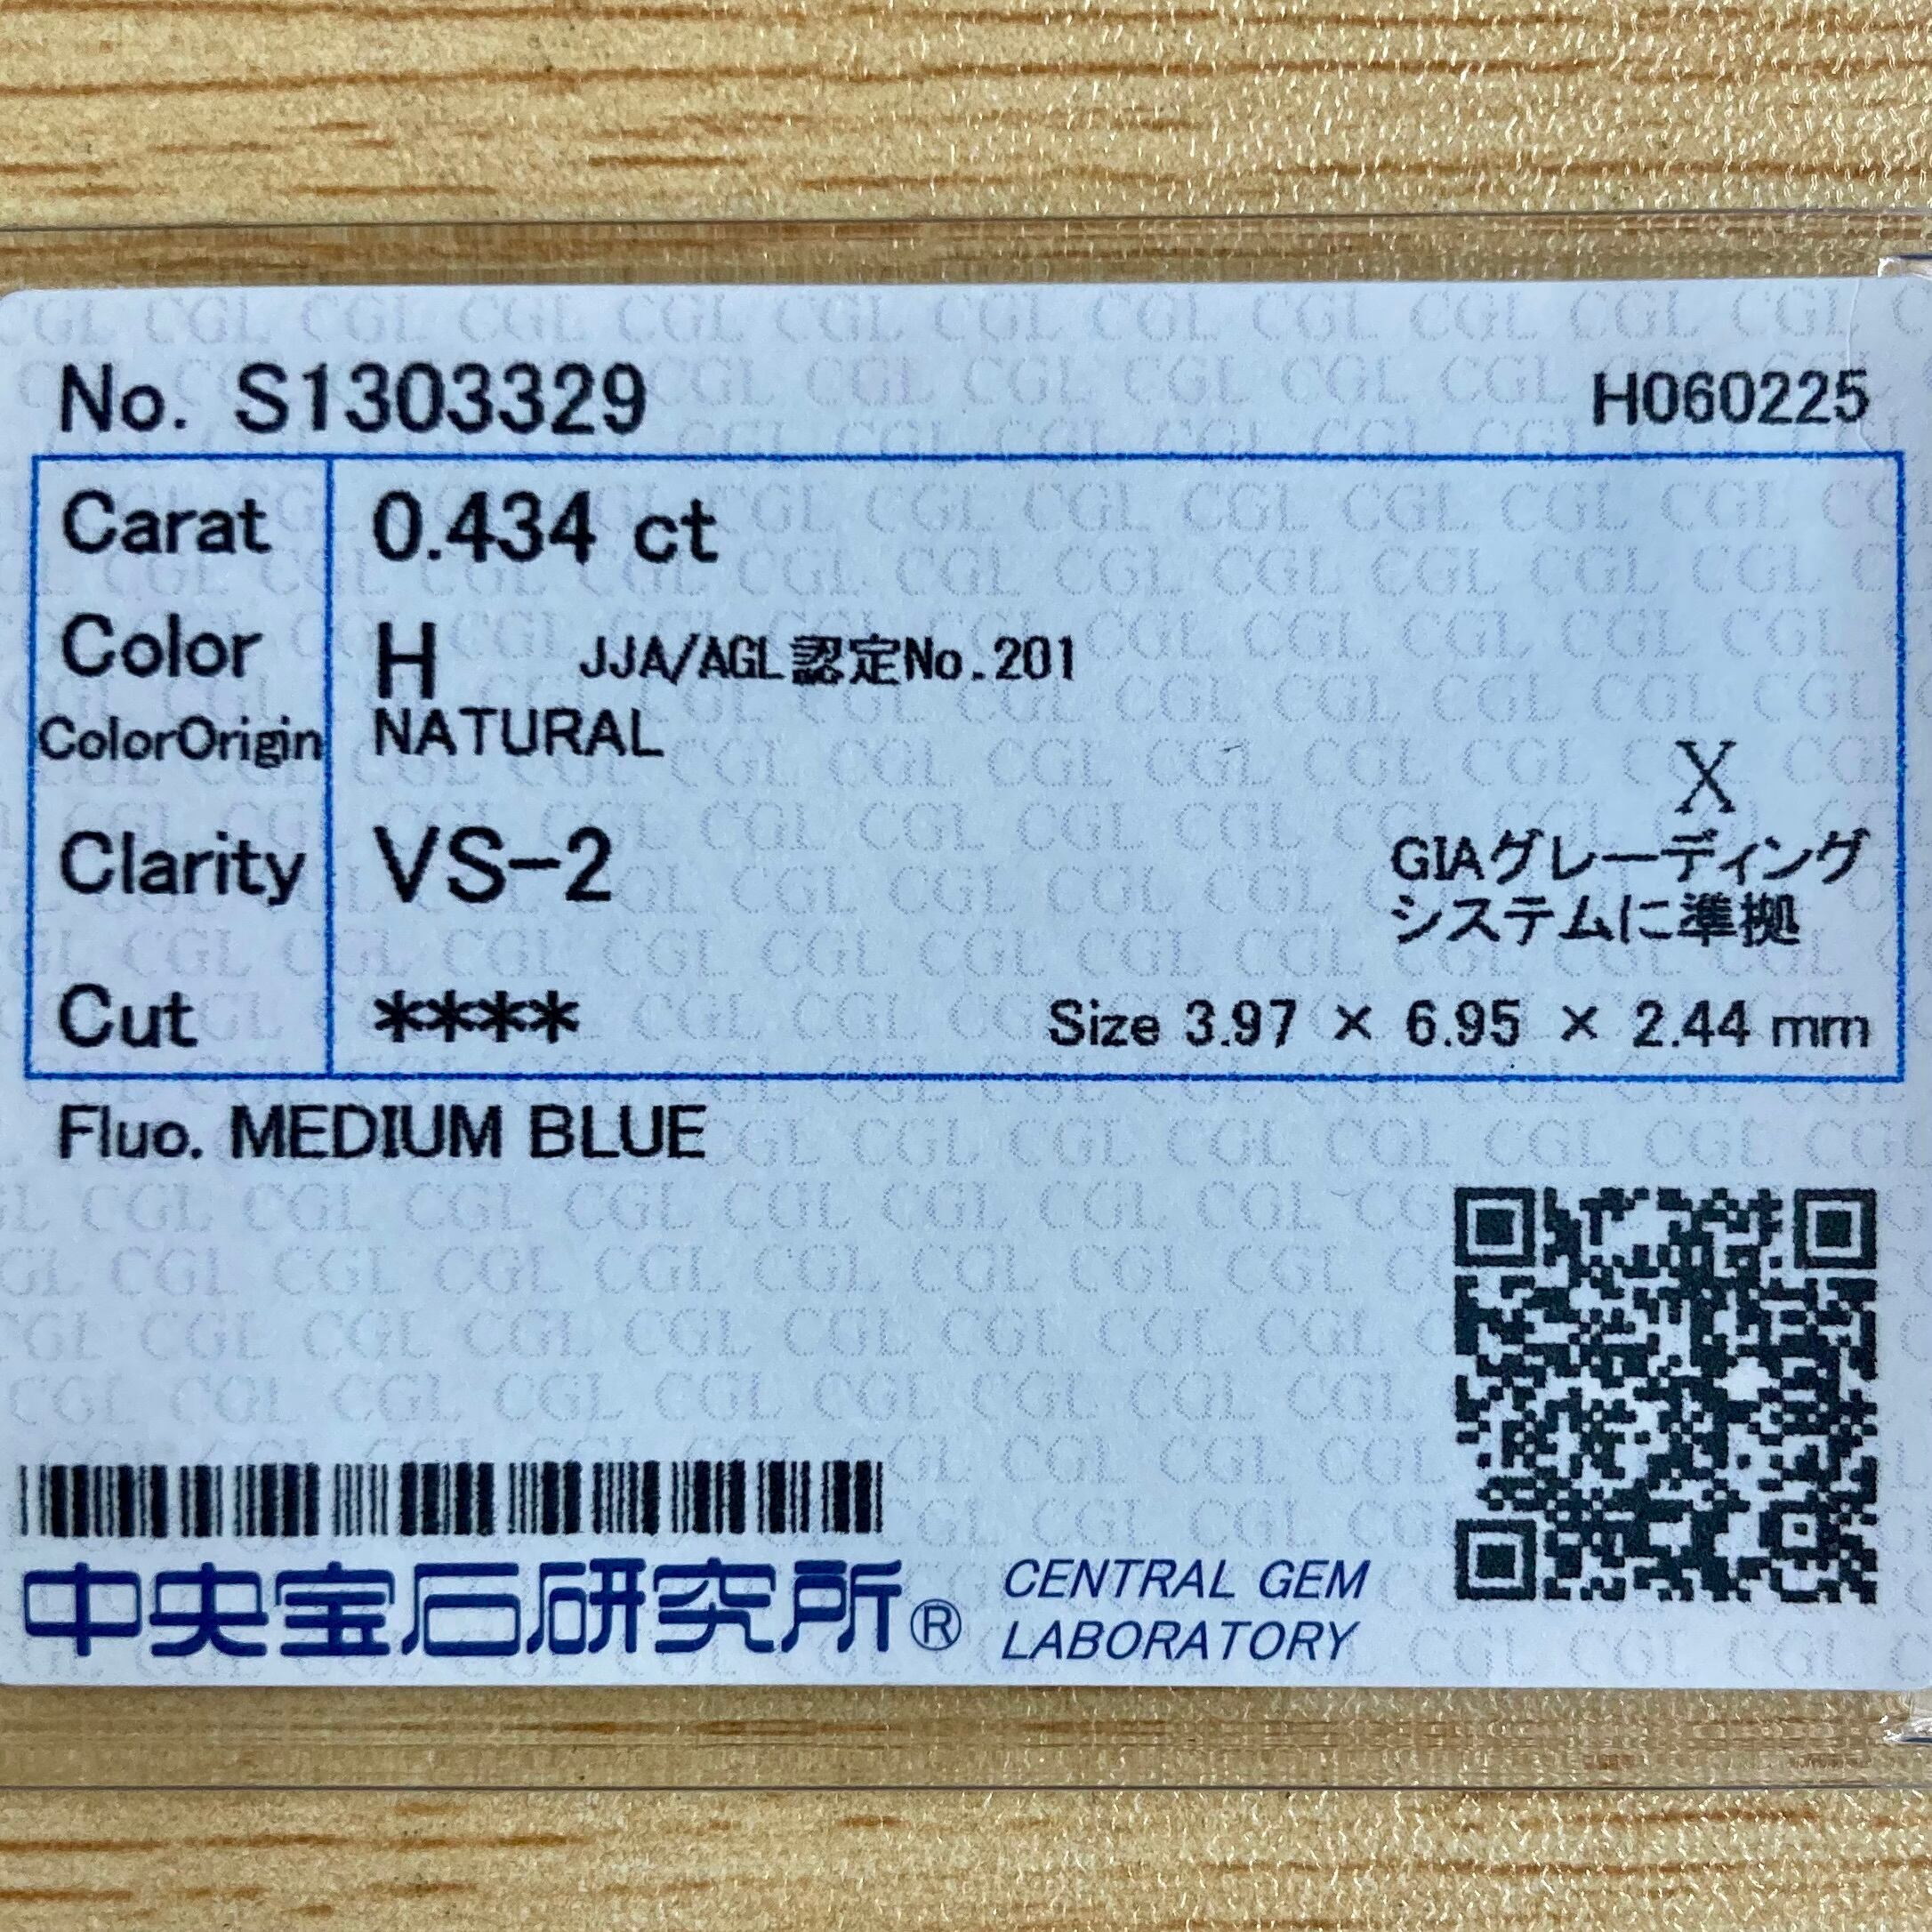 No. S1303329 H060225
Carat 0.434 ct
Color H JJA/AGL認定No.201
ColorOrigin NATURAL
X
Clarity VS-2
GIAグレーディング
システムに準拠
Cut **** Size 3.97 × 6.95 × 2.44 mm
Fluo. MEDIUM BLUE
中央宝石研究所® CENTRAL GEM
LABORATORY
CGL